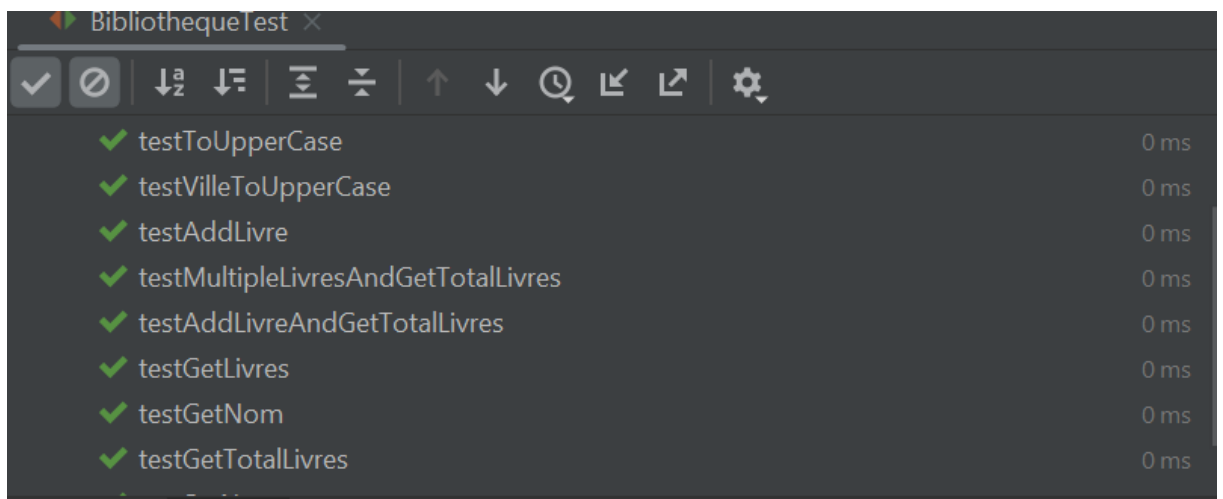 BibliothequeTest
testToUpperCase 0 ms
testVilleToUpperCase 0 ms
testAddLivre 0 ms
testMultipleLivresAndGetTotalLivres 0 ms
testAddLivreAndGetTotalLivres 0 ms
testGetLivres 0 ms
testGetNom 0 ms
testGetTotalLivres 0 ms